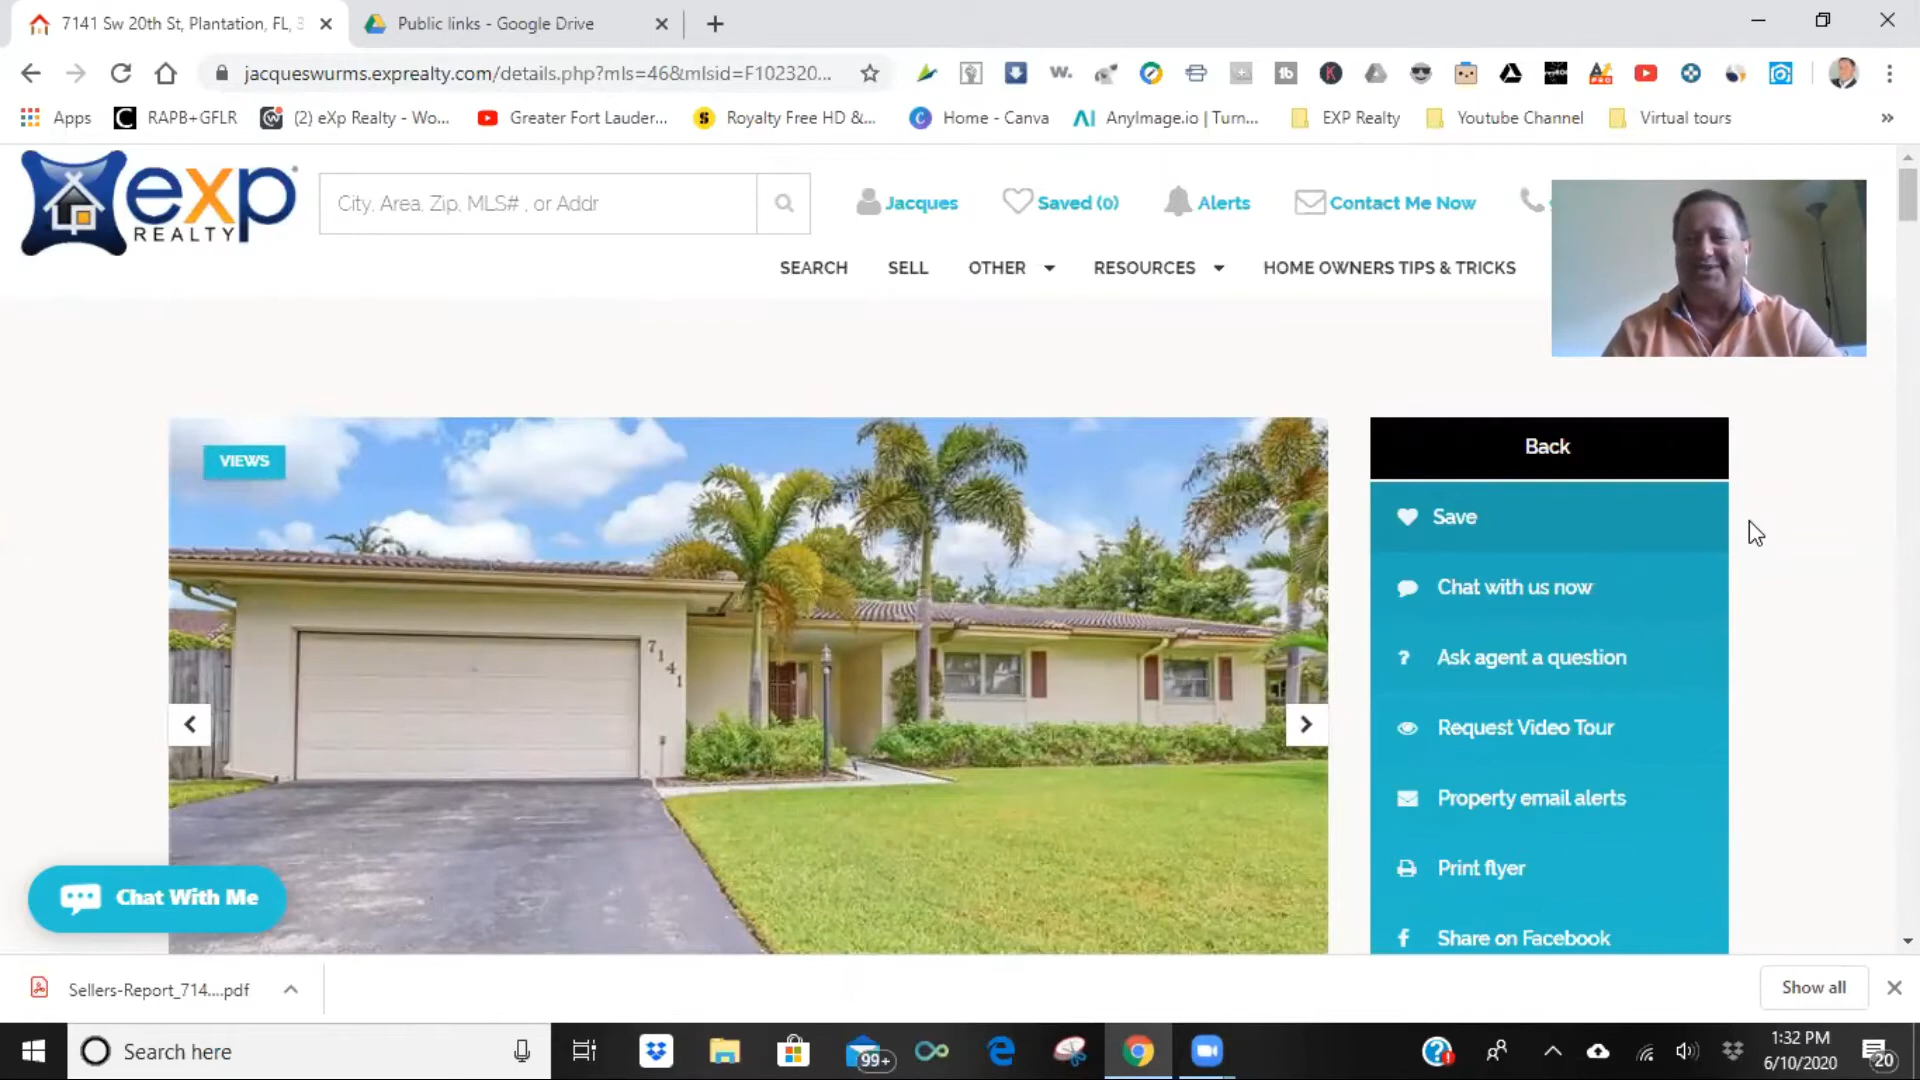 7141 Sw 20th St, Plantation, FL, 3
Public links - Google Drive
jacqueswurms.exprealty.com/details.php?mls=46&mlsid=F102320...
Apps
RAPB+GFLR
(2) eXp Realty - Wo...
Greater Fort Lauder...
Royalty Free HD &...
Home - Canva
AnyImage.io | Turn...
EXP Realty
Youtube Channel
Virtual tours
exp
REALTY
City, Area, Zip, MLS# , or Addr
Jacques
Saved (0)
Alerts
Contact Me Now
SEARCH
SELL
OTHER
RESOURCES
HOME OWNERS TIPS & TRICKS
VIEWS
7141
Back
Save
Chat with us now
Ask agent a question
Request Video Tour
Property email alerts
Print flyer
Share on Facebook
Chat With Me
Sellers-Report_714....pdf
Show all
Search here
99+
1:32 PM
6/10/2020
20